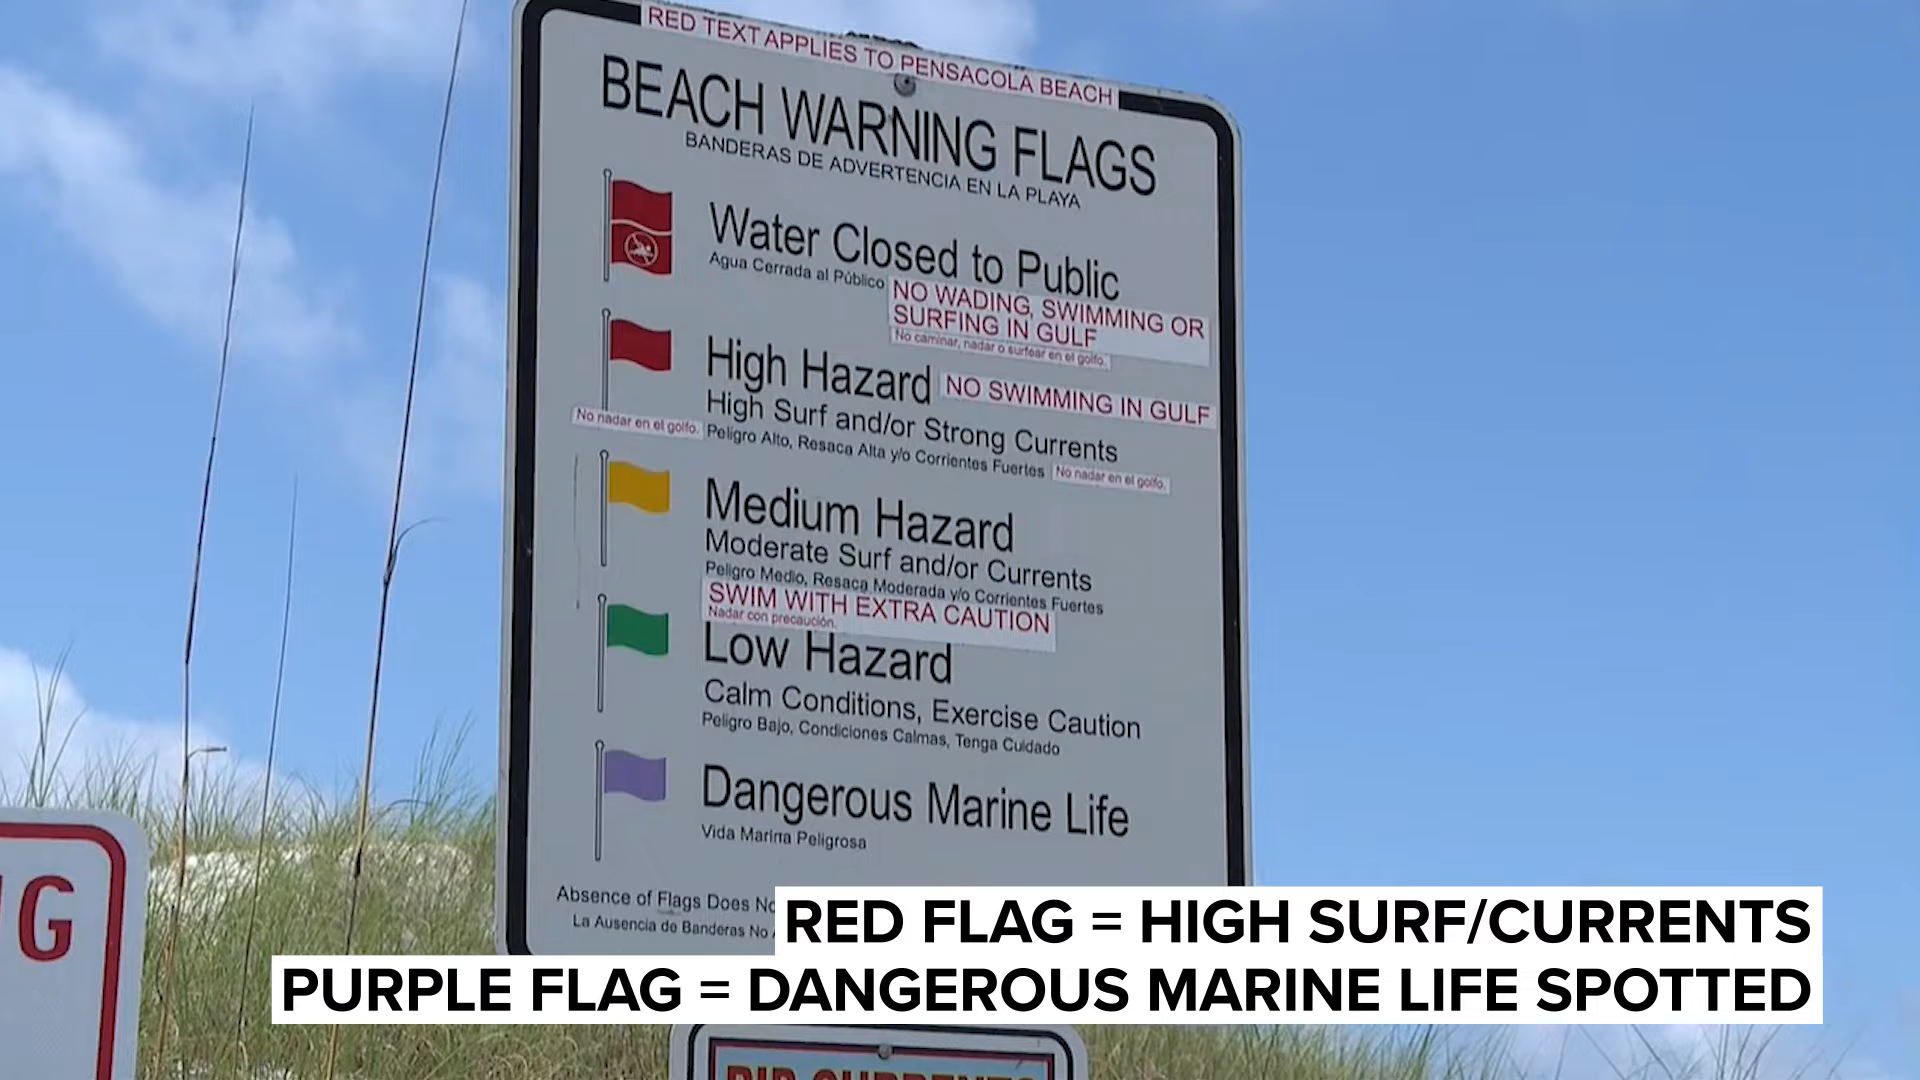 RED TEXT APPLIES TO PENSACOLA BEACH
BEACH WARNING FLAGS
BANDERAS DE ADVERTENCIA EN LA PLAYA
Water Closed to Public
Agua Cerrada al Público
NO WADING, SWIMMING OR
SURFING IN GULF
No caminar, nadar o surfear en el golfo.
High Hazard
NO SWIMMING IN GULF
High Surf and/or Strong Currents
No nadar en el golfo.
Peligro Alto, Resaca Alta y/o Corrientes Fuertes
No nadar en el golfo.
Medium Hazard
Moderate Surf and/or Currents
Peligro Medio, Resaca Moderada y/o Corrientes Fuertes
SWIM WITH EXTRA CAUTION
Nadar con precaución.
Low Hazard
Calm Conditions, Exercise Caution
Peligro Bajo, Condiciones Calmas, Tenga Cuidado
Dangerous Marine Life
Vida Marina Peligrosa
Absence of Flags Does
La Ausencia de Banderas No
G
RED FLAG = HIGH SURF/CURRENTS
PURPLE FLAG = DANGEROUS MARINE LIFE SPOTTED
RIP CURRENTS